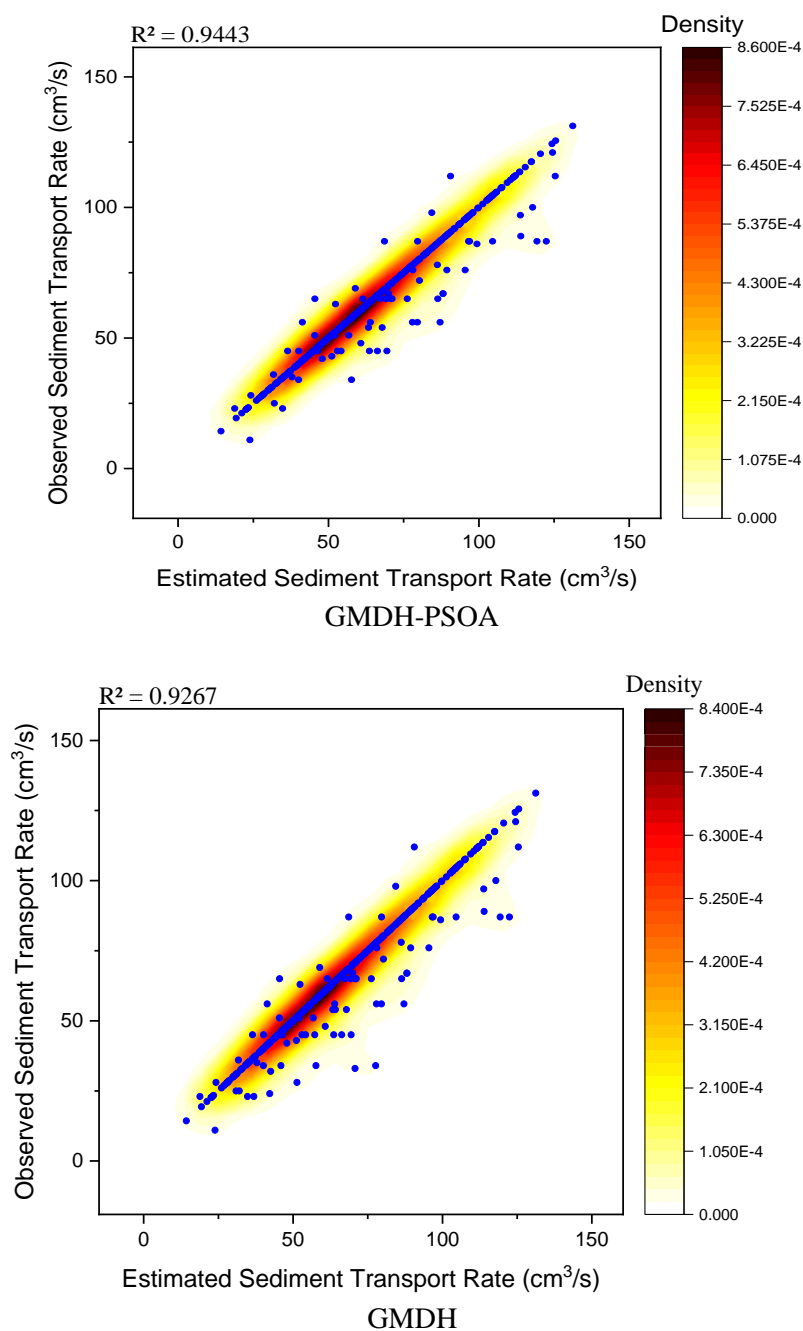 Density
R² = 0.9443
8.600E-4
150
7.525E-4
6.450E-4
100
5.375E-4
4.300E-4
50
3.225E-4
2.150E-4
0
1.075E-4
0.000
Observed Sediment Transport Rate (cm³/s)
0 50 100 150
Estimated Sediment Transport Rate (cm³/s)
GMDH-PSOA
Density
R² = 0.9267
8.400E-4
150
7.350E-4
6.300E-4
100
5.250E-4
4.200E-4
50
3.150E-4
2.100E-4
0
1.050E-4
0.000
Observed Sediment Transport Rate (cm³/s)
0 50 100 150
Estimated Sediment Transport Rate (cm³/s)
GMDH